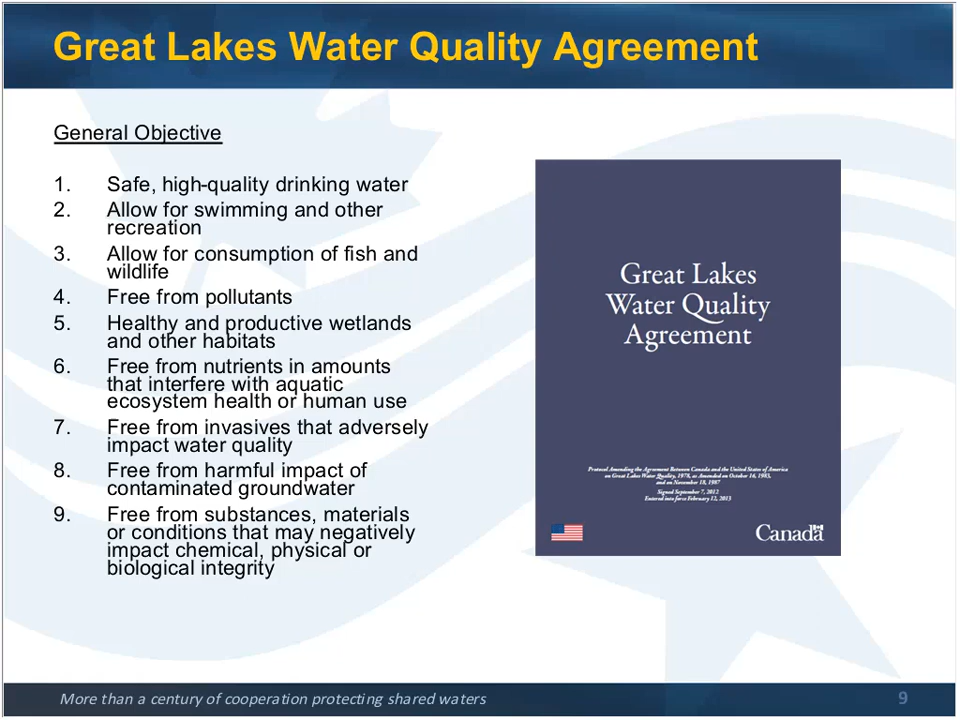 Great Lakes Water Quality Agreement
General Objective
1. Safe, high-quality drinking water
2. Allow for swimming and other
recreation
3. Allow for consumption of fish and
wildlife
4. Free from pollutants
5. Healthy and productive wetlands
and other habitats
6. Free from nutrients in amounts
that interfere with aquatic
ecosystem health or human use
7. Free from invasives that adversely
impact water quality
8. Free from harmful impact of
contaminated groundwater
9. Free from substances, materials
or conditions that may negatively
impact chemical, physical or
biological integrity
Great Lakes
Water Quality
Agreement
Protocol Amending the Agreement Between Canada and the United States of America
on Great Lakes Water Quality, 1978, as Amended on October 16, 1983,
and on November 18, 1987
Signed September 7, 2012
Entered into force February 12, 2013
Canada
More than a century of cooperation protecting shared waters
9